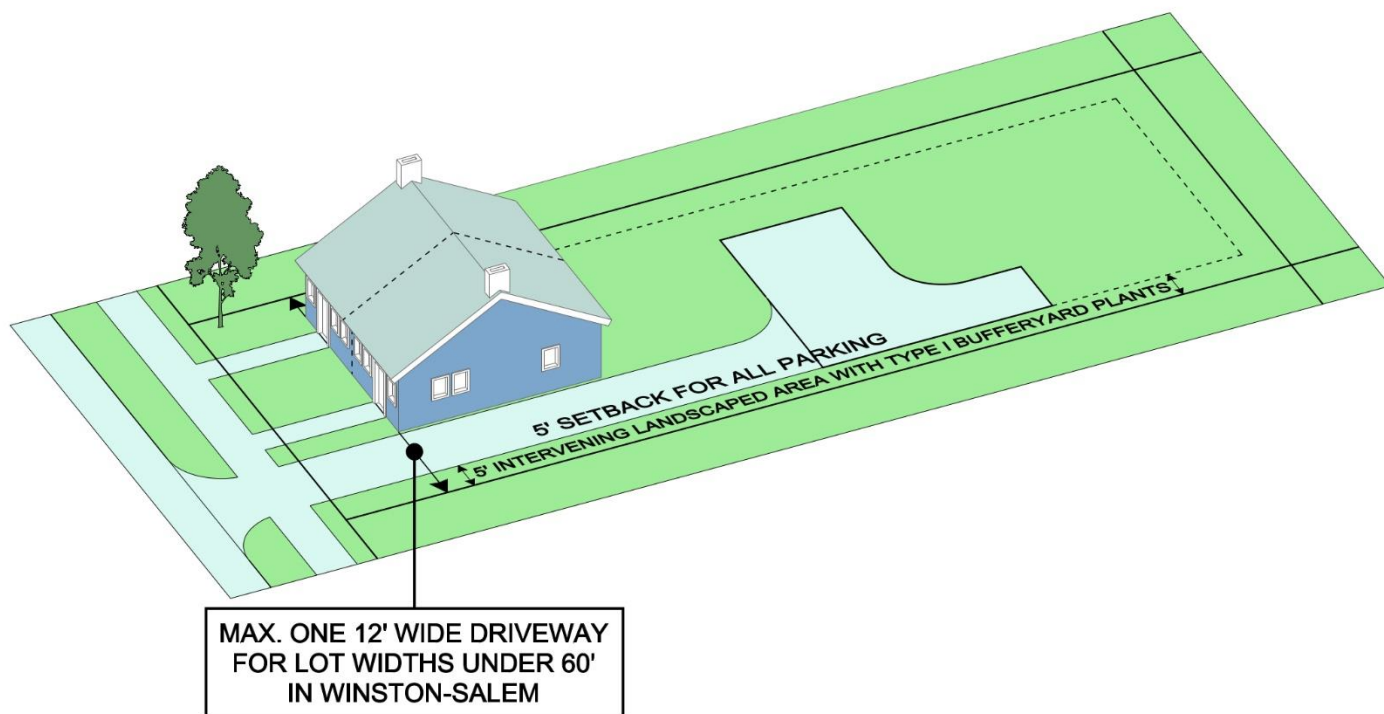 5' SETBACK FOR ALL PARKING
5' INTERVENING LANDSCAPED AREA WITH TYPE I BUFFERYARD PLANTS
MAX. ONE 12' WIDE DRIVEWAY
FOR LOT WIDTHS UNDER 60'
IN WINSTON-SALEM